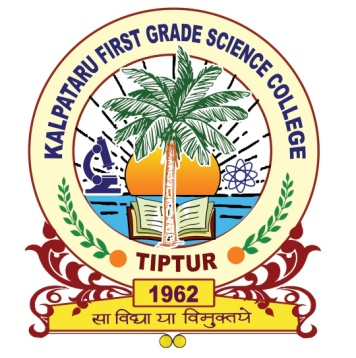 KALPATARU FIRST GRADE SCIENCE COLLEGE
TIPTUR
1962
सा विद्या या विमुक्तये